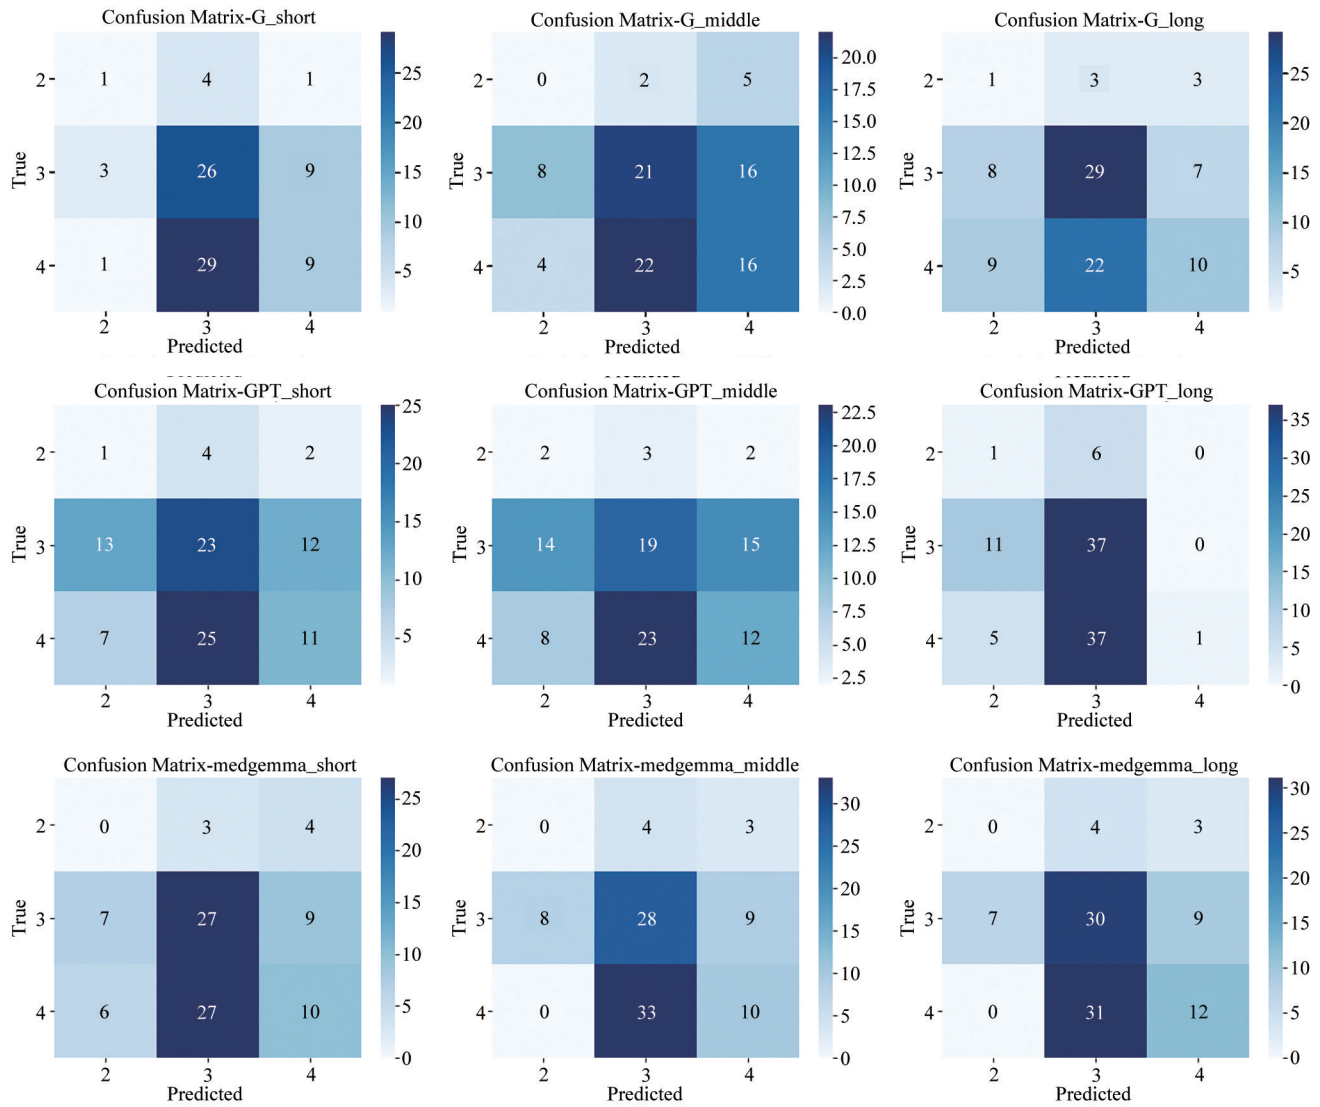 Confusion Matrix-G_short
2 1 4 1
True 3 3 26 9
4 1 29 9
2 3 4
Predicted
25
20
15
10
5
Confusion Matrix-G_middle
2 0 2 5
True 3 8 21 16
4 4 22 16
2 3 4
Predicted
20.0
17.5
15.0
12.5
10.0
7.5
5.0
2.5
0.0
Confusion Matrix-G_long
2 1 3 3
True 3 8 29 7
4 9 22 10
2 3 4
Predicted
25
20
15
10
5
Confusion Matrix-GPT_short
2 1 4 2
True 3 13 23 12
4 7 25 11
2 3 4
Predicted
25
20
15
10
5
Confusion Matrix-GPT_middle
2 2 3 2
True 3 14 19 15
4 8 23 12
2 3 4
Predicted
22.5
20.0
17.5
15.0
12.5
10.0
7.5
5.0
2.5
Confusion Matrix-GPT_long
2 1 6 0
True 3 11 37 0
4 5 37 1
2 3 4
Predicted
35
30
25
20
15
10
5
0
Confusion Matrix-medgemma_short
2 0 3 4
True 3 7 27 9
4 6 27 10
2 3 4
Predicted
25
20
15
10
5
0
Confusion Matrix-medgemma_middle
2 0 4 3
True 3 8 28 9
4 0 33 10
2 3 4
Predicted
30
25
20
15
10
5
0
Confusion Matrix-medgemma_long
2 0 4 3
True 3 7 30 9
4 0 31 12
2 3 4
Predicted
30
25
20
15
10
5
0